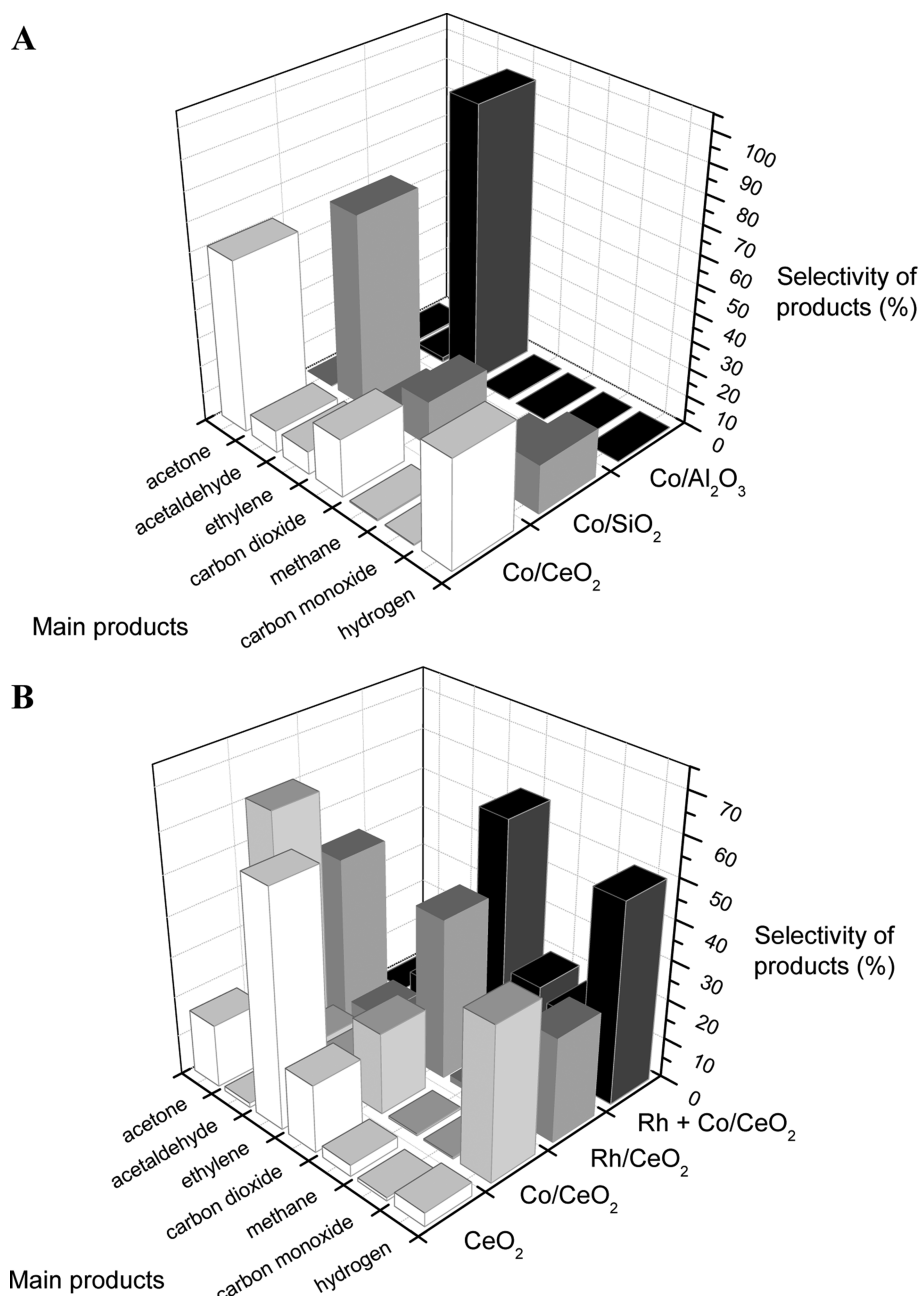 A
100
90
80
70
60
50
40
30
20
10
0
Selectivity of
products (%)
acetone
acetaldehyde
ethylene
carbon dioxide
methane
carbon monoxide
hydrogen
Co/Al₂O₃
Co/SiO₂
Co/CeO₂
Main products
B
70
60
50
40
30
20
10
0
Selectivity of
products (%)
acetone
acetaldehyde
ethylene
carbon dioxide
methane
carbon monoxide
hydrogen
Rh + Co/CeO₂
Rh/CeO₂
Co/CeO₂
CeO₂
Main products